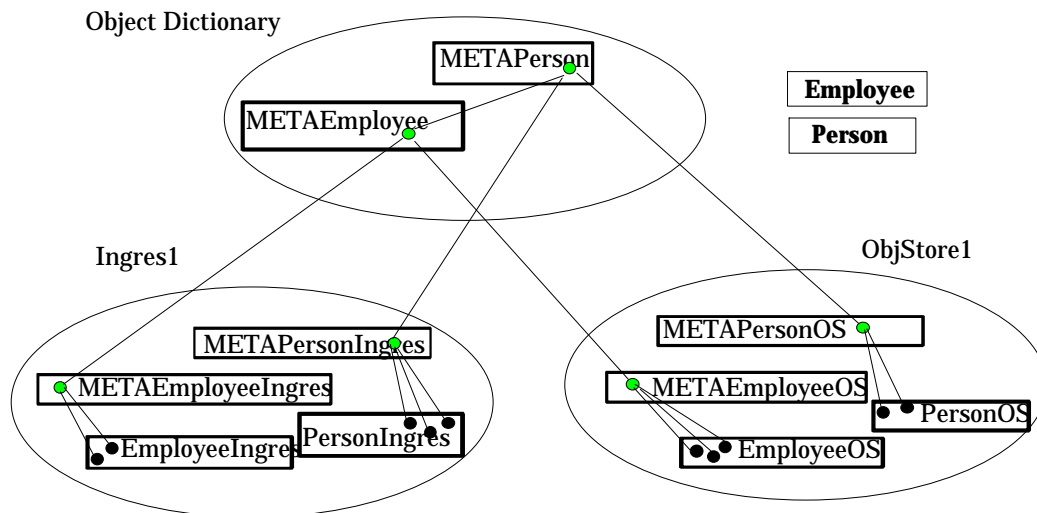 Object Dictionary
METAPerson
METAEmployee
Employee
Person
Ingres1
ObjStore1
METAPersonIngres
METAEmployeeIngres
PersonIngres
EmployeeIngres
METAPersonOS
METAEmployeeOS
PersonOS
EmployeeOS